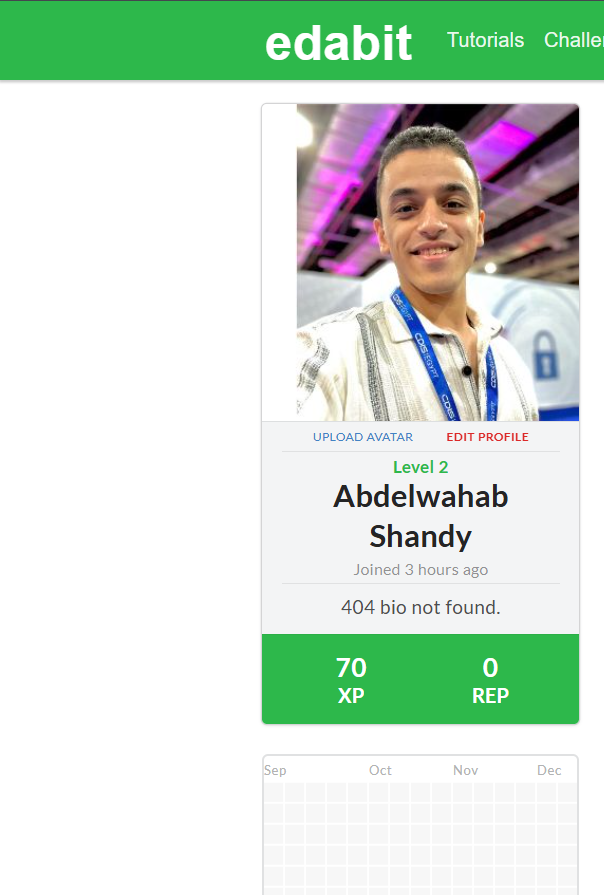 edabit
Tutorials
UPLOAD AVATAR
EDIT PROFILE
Level 2
Abdelwahab
Shandy
Joined 3 hours ago
404 bio not found.
70
0
XP
REP
Sep
Oct
Nov
Dec